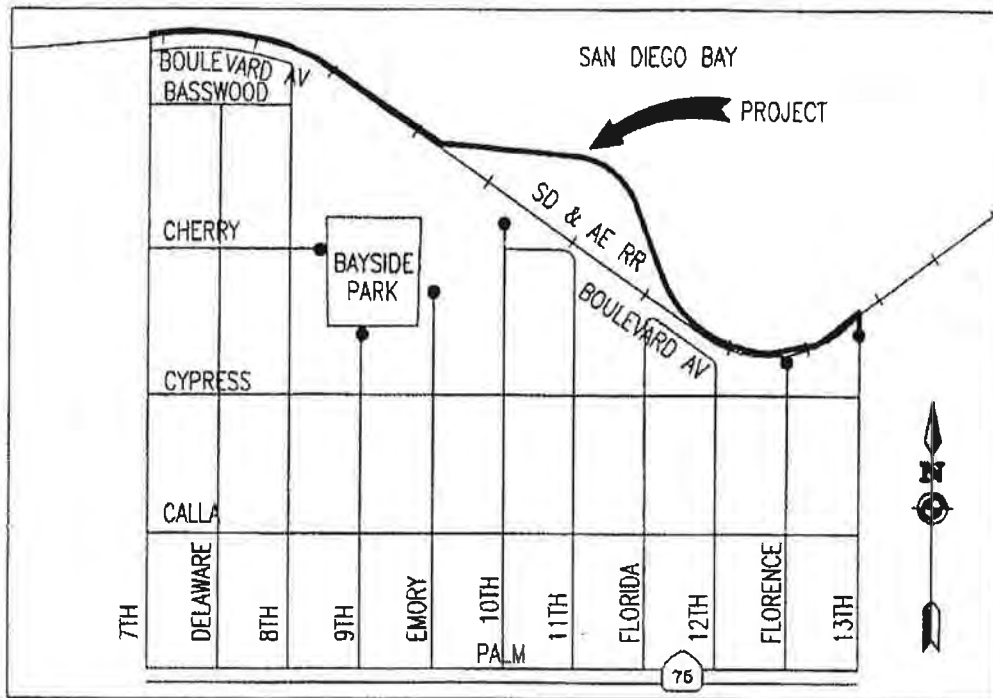 SAN DIEGO BAY
BOULEVARD AV
BASSWOOD
PROJECT
SD & AE RR
CHERRY
BAYSIDE
PARK
BOULEVARD AV
CYPRESS
N
CALLA
7TH
DELAWARE
8TH
9TH
EMORY
10TH
11TH
FLORIDA
12TH
FLORENCE
13TH
PALM
75